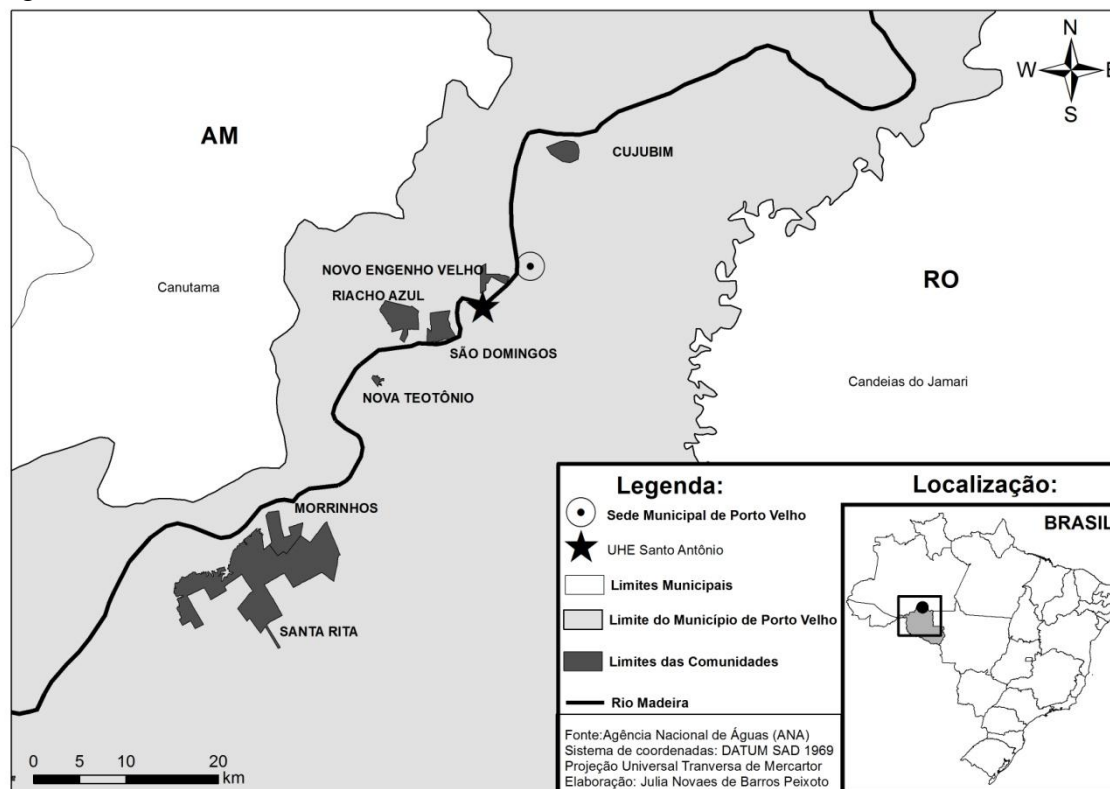 N
W
E
S
AM
CUJUBIM
NOVO ENGENHO VELHO
RIACHO AZUL
Canutama
RO
SÃO DOMINGOS
Candeias do Jamari
NOVA TEOTÔNIO
MORRINHOS
SANTA RITA
0 5 10 20
km
Legenda:
Sede Municipal de Porto Velho
UHE Santo Antônio
Limites Municipais
Limite do Município de Porto Velho
Limites das Comunidades
Rio Madeira
Fonte:Agência Nacional de Águas (ANA)
Sistema de coordenadas: DATUM SAD 1969
Projeção Universal Tranversa de Mercartor
Elaboração: Julia Novaes de Barros Peixoto
Localização:
BRASIL